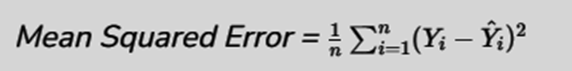 Mean Squared Error = 1/n ∑ⁿᵢ₌₁(Yᵢ − Ŷᵢ)²